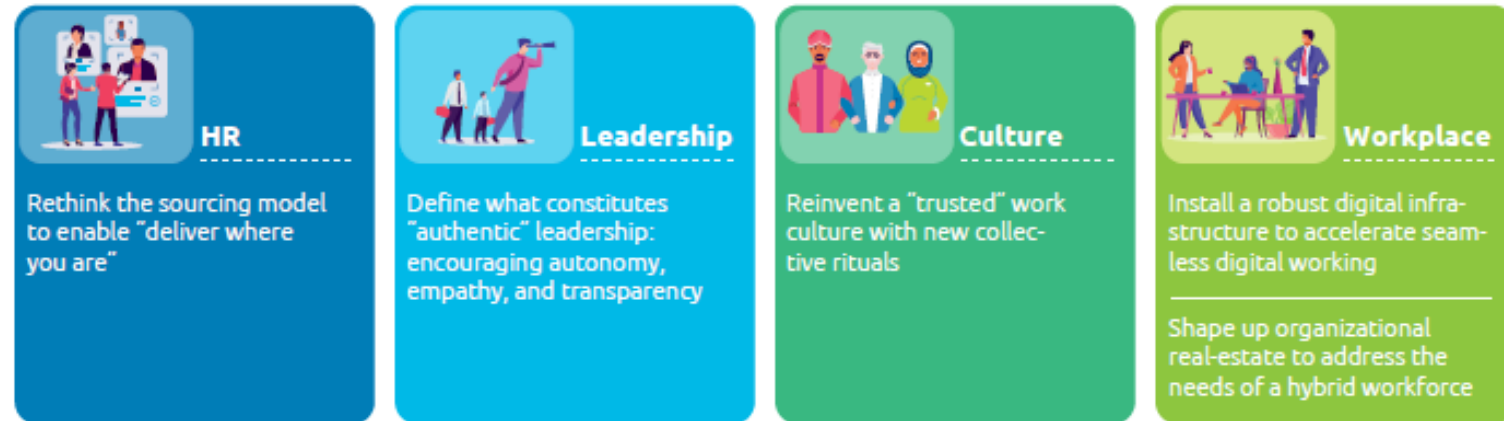 HR
Rethink the sourcing model
to enable “deliver where
you are”
Leadership
Define what constitutes
“authentic” leadership:
encouraging autonomy,
empathy, and transparency
Culture
Reinvent a “trusted” work
culture with new collec-
tive rituals
Workplace
Install a robust digital infra-
structure to accelerate seam-
less digital working
Shape up organizational
real-estate to address the
needs of a hybrid workforce